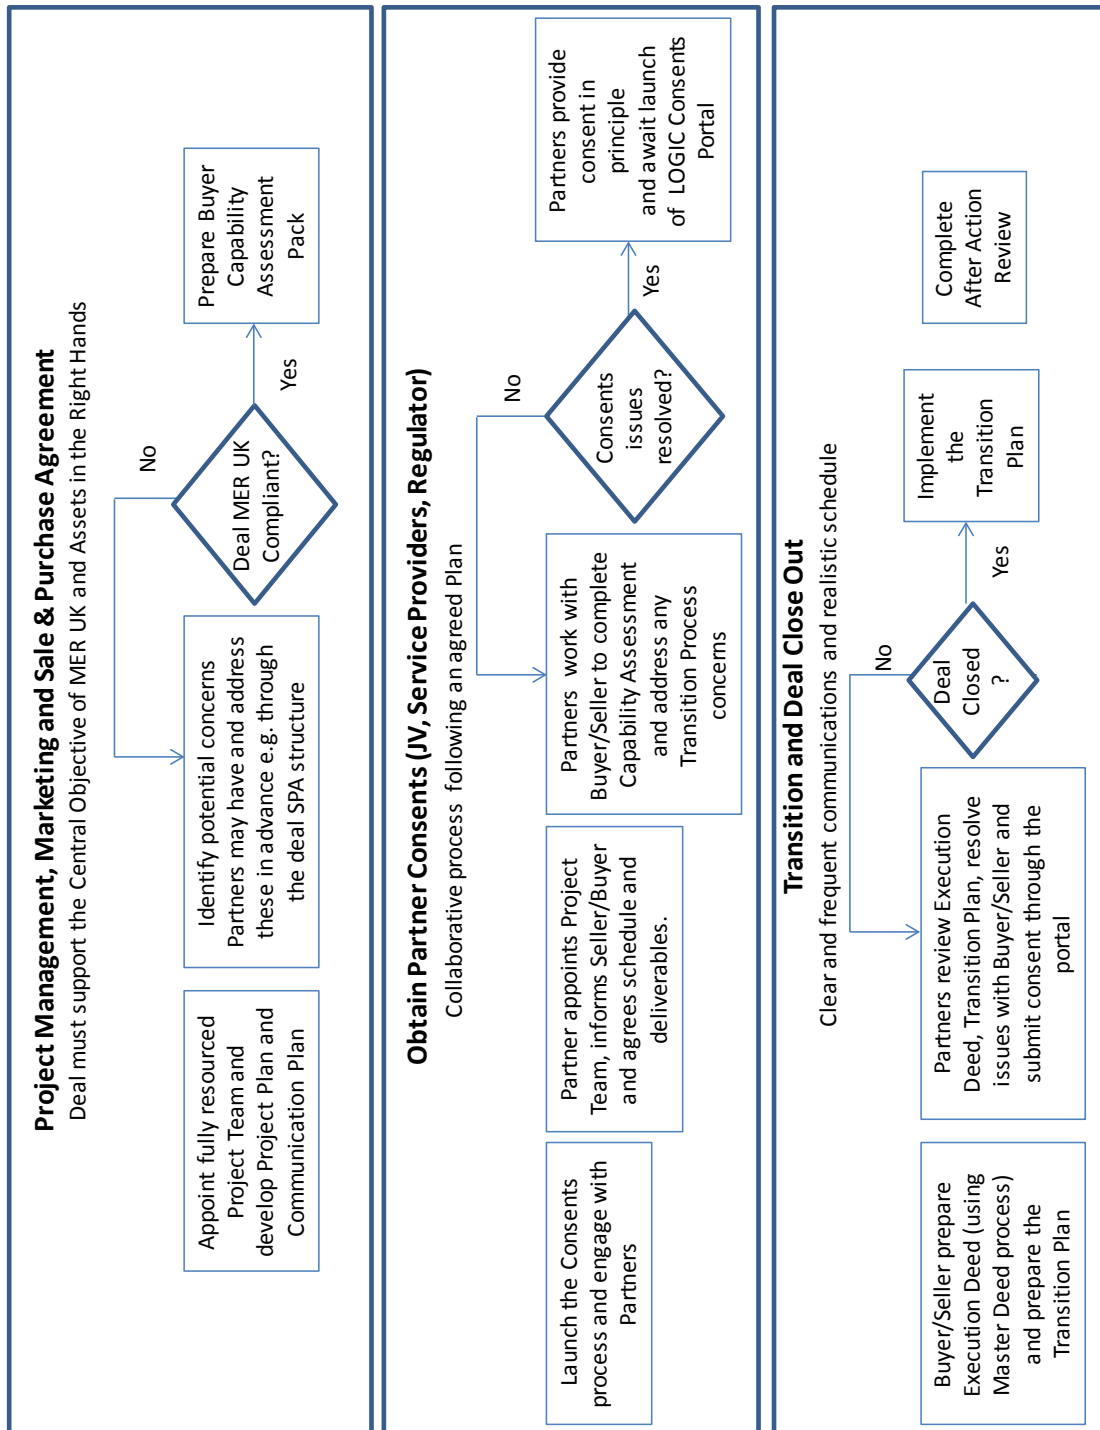 Project Management, Marketing and Sale & Purchase Agreement
Deal must support the Central Objective of MER UK and Assets in the Right Hands
Appoint fully resourced
Project Team and
develop Project Plan and
Communication Plan
Identify potential concerns
Partners may have and address
these in advance e.g. through
the deal SPA structure
No
Deal MER UK
Compliant?
Yes
Prepare Buyer
Capability
Assessment
Pack
Obtain Partner Consents (JV, Service Providers, Regulator)
Collaborative process following an agreed Plan
Launch the Consents
process and engage with
Partners
Partner appoints Project
Team, informs Seller/Buyer
and agrees schedule and
deliverables.
Partners work with
Buyer/Seller to complete
Capability Assessment
and address any
Transition Process
concerns
No
Consents
issues
resolved?
Yes
Partners provide
consent in
principle
and await launch
of LOGIC Consents
Portal
Transition and Deal Close Out
Clear and frequent communications and realistic schedule
Buyer/Seller prepare
Execution Deed (using
Master Deed process)
and prepare the
Transition Plan
Partners review Execution
Deed, Transition Plan, resolve
issues with Buyer/Seller and
submit consent through the
portal
No
Deal
Closed
?
Yes
Implement
the
Transition
Plan
Complete
After Action
Review